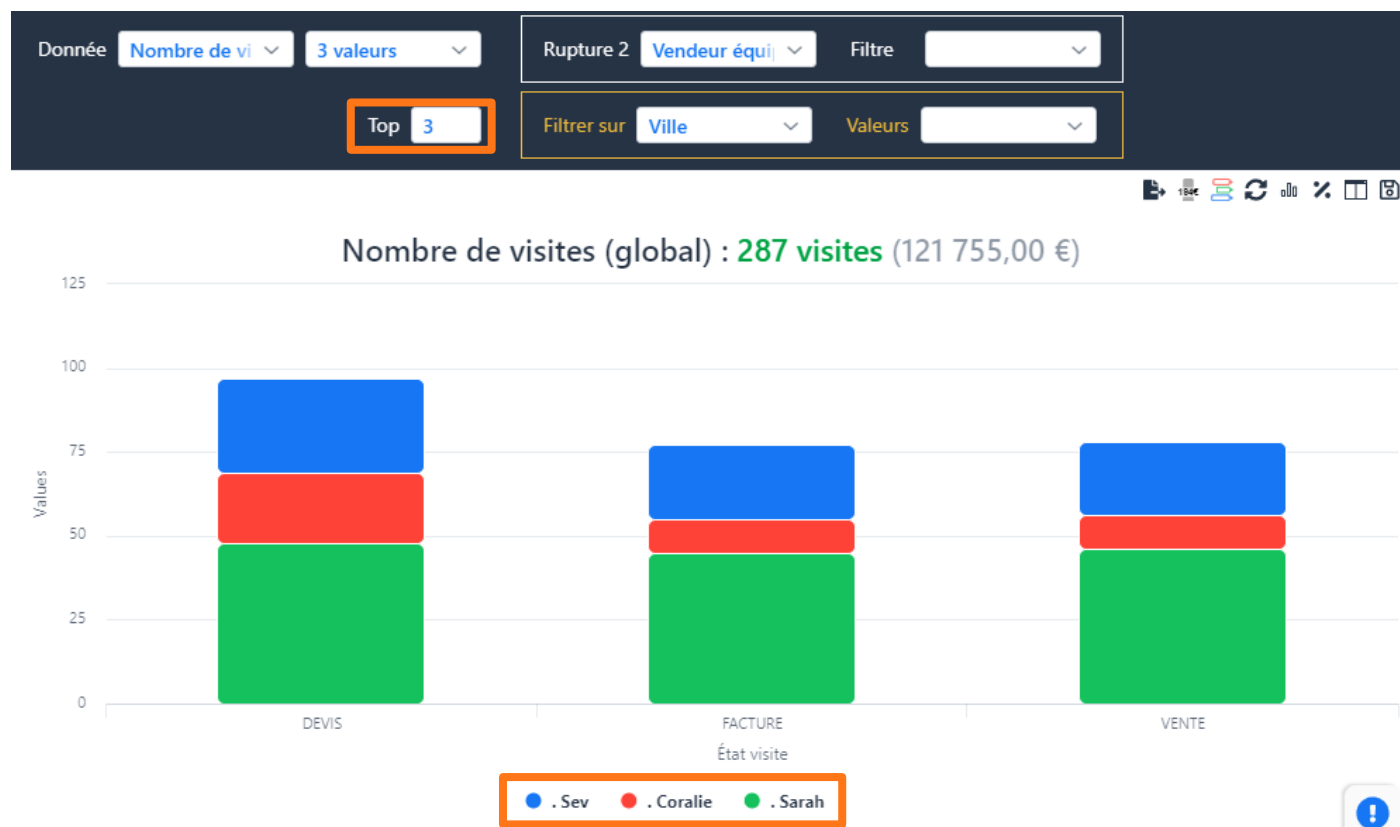 Donnée Nombre de vi 3 valeurs Rupture 2 Vendeur équi Filtre
Top 3 Filtrer sur Ville Valeurs
184€
Nombre de visites (global) : 287 visites (121 755,00 €)
125
100
75
50
25
0
Values
DEVIS FACTURE VENTE
État visite
. Sev . Coralie . Sarah